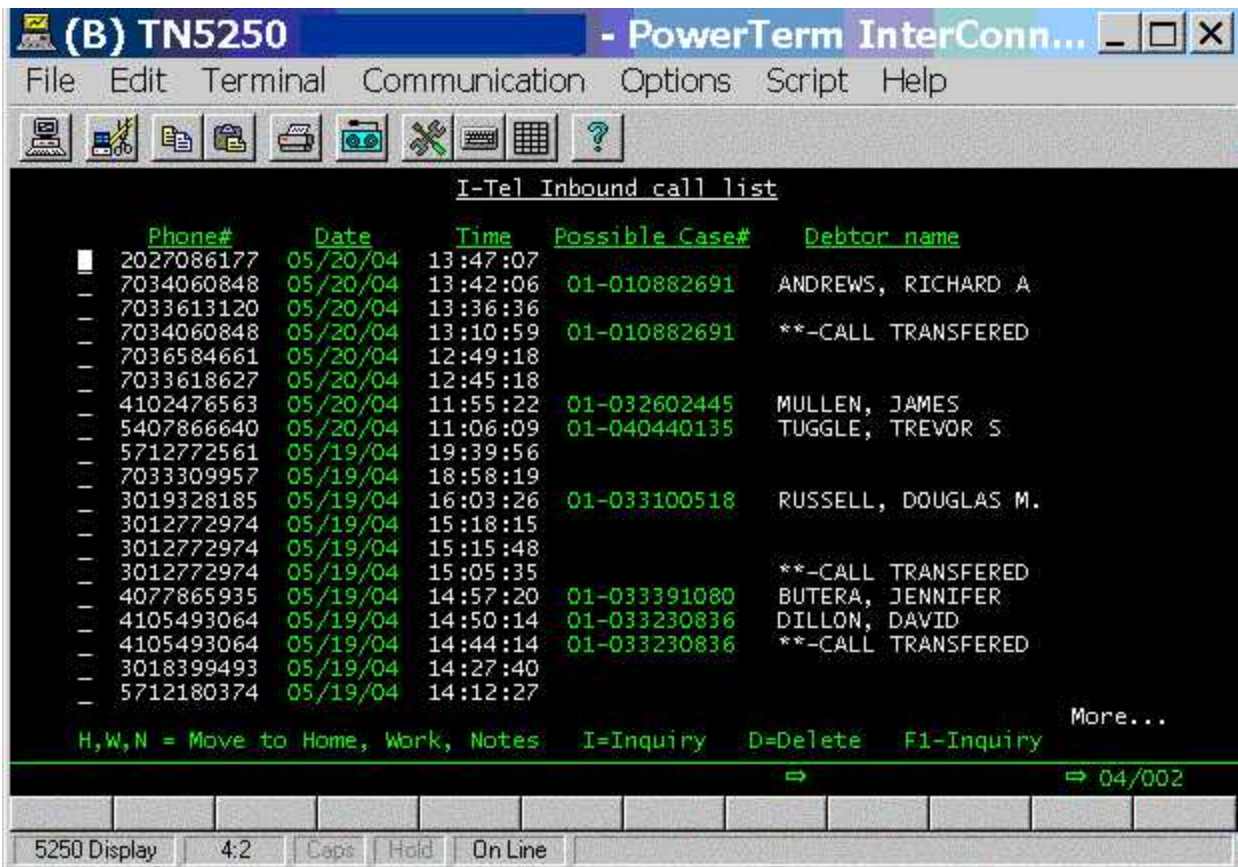 (B) TN5250 - PowerTerm InterConn...
File Edit Terminal Communication Options Script Help
I-Tel Inbound call list
Phone# Date Time Possible Case# Debtor name
2027086177 05/20/04 13:47:07
7034060848 05/20/04 13:42:06 01-010882691 ANDREWS, RICHARD A
7033613120 05/20/04 13:36:36
7034060848 05/20/04 13:10:59 01-010882691 **-CALL TRANSFERED
7036584661 05/20/04 12:49:18
7033618627 05/20/04 12:45:18
4102476563 05/20/04 11:55:22 01-032602445 MULLEN, JAMES
5407866640 05/20/04 11:06:09 01-040440135 TUGGLE, TREVOR S
5712772561 05/19/04 19:39:56
7033309957 05/19/04 18:58:19
3019328185 05/19/04 16:03:26 01-033100518 RUSSELL, DOUGLAS M.
3012772974 05/19/04 15:18:15
3012772974 05/19/04 15:15:48
3012772974 05/19/04 15:05:35 **-CALL TRANSFERED
4077865935 05/19/04 14:57:20 01-033391080 BUTERA, JENNIFER
4105493064 05/19/04 14:50:14 01-033230836 DILLON, DAVID
4105493064 05/19/04 14:44:14 01-033230836 **-CALL TRANSFERED
3018399493 05/19/04 14:27:40
5712180374 05/19/04 14:12:27
More...
H,W,N = Move to Home, Work, Notes I=Inquiry D=Delete F1-Inquiry
⇨ ⇨ 04/002
5250 Display 4:2 Caps Hold On Line